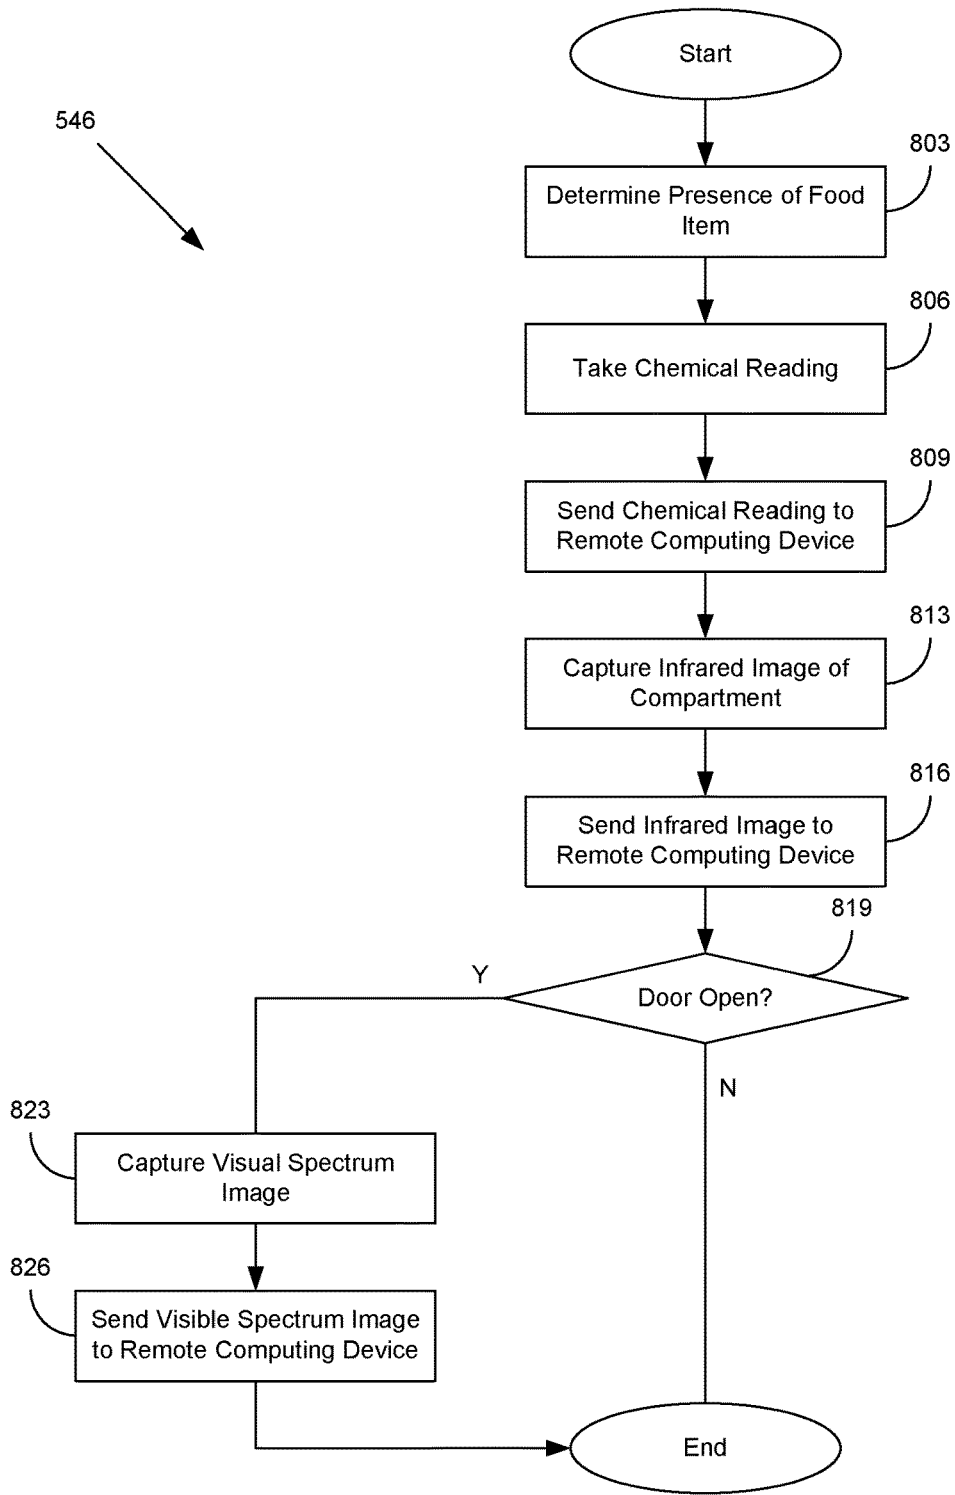 Start
546
803
Determine Presence of Food
Item
806
Take Chemical Reading
809
Send Chemical Reading to
Remote Computing Device
813
Capture Infrared Image of
Compartment
816
Send Infrared Image to
Remote Computing Device
819
Door Open?
Y
N
823
Capture Visual Spectrum
Image
826
Send Visible Spectrum Image
to Remote Computing Device
End